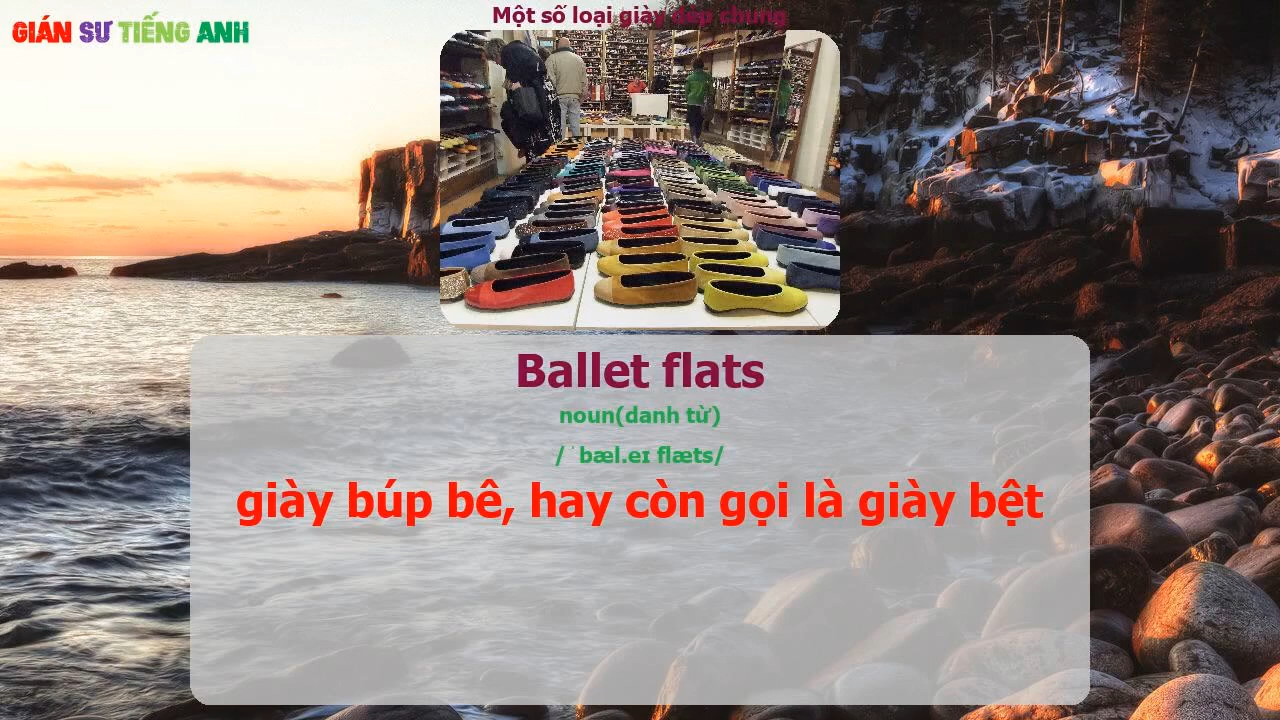 GIÁN SƯ TIẾNG ANH
Một số loại giày dép chung
Ballet flats
noun(danh từ)
/ ˈbæl.eɪ flæts/
giày búp bê, hay còn gọi là giày bệt